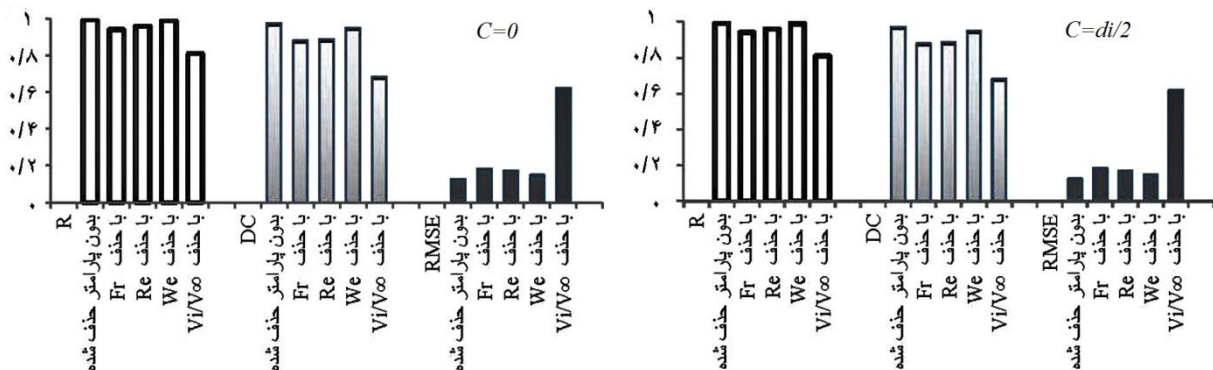 C=0
۱
۰/۸
۰/۶
۰/۴
۰/۲
۰
R
بدون پارامتر حذف شده
با حذف Fr
با حذف Re
با حذف We
با حذف Vi/V∞
DC
بدون پارامتر حذف شده
با حذف Fr
با حذف Re
با حذف We
با حذف Vi/V∞
RMSE
بدون پارامتر حذف شده
با حذف Fr
با حذف Re
با حذف We
با حذف Vi/V∞
C=di/2
۱
۰/۸
۰/۶
۰/۴
۰/۲
۰
R
بدون پارامتر حذف شده
با حذف Fr
با حذف Re
با حذف We
با حذف Vi/V∞
DC
بدون پارامتر حذف شده
با حذف Fr
با حذف Re
با حذف We
با حذف Vi/V∞
RMSE
بدون پارامتر حذف شده
با حذف Fr
با حذف Re
با حذف We
با حذف Vi/V∞